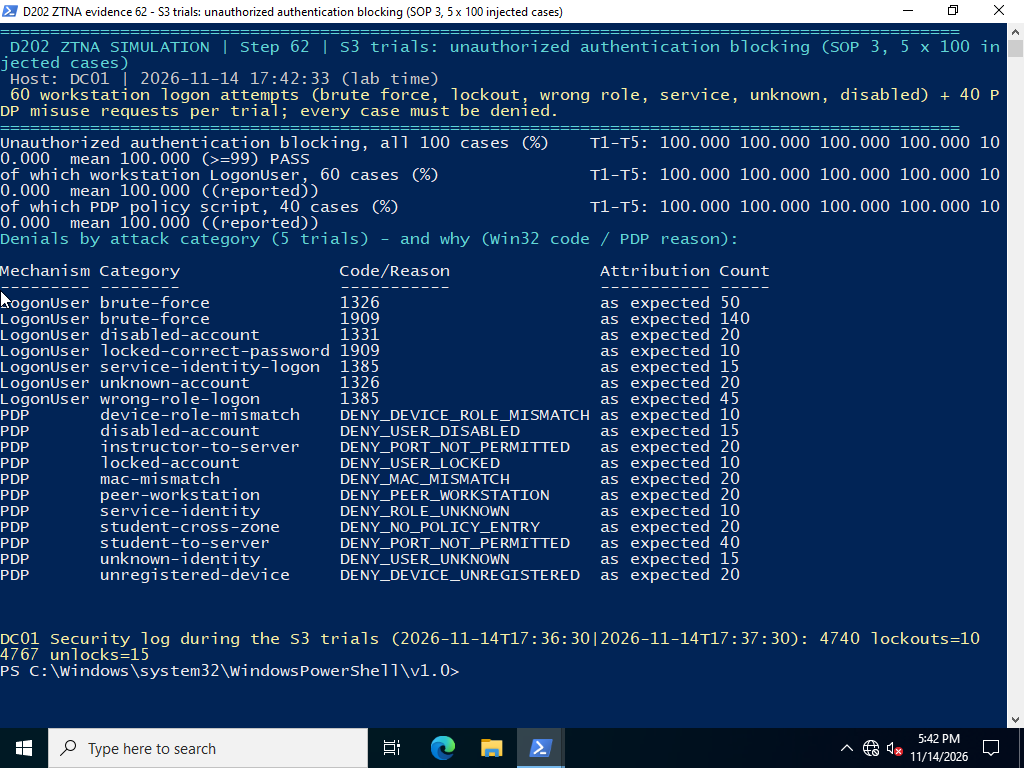 D202 ZTNA evidence 62 - S3 trials: unauthorized authentication blocking (SOP 3, 5 x 100 injected cases)
================================================================================================
 D202 ZTNA SIMULATION | Step 62 | S3 trials: unauthorized authentication blocking (SOP 3, 5 x 100 in
jected cases)
 Host: DC01 | 2026-11-14 17:42:33 (lab time)
 60 workstation logon attempts (brute force, lockout, wrong role, service, unknown, disabled) + 40 P
DP misuse requests per trial; every case must be denied.
================================================================================================
Unauthorized authentication blocking, all 100 cases (%)    T1-T5: 100.000 100.000 100.000 100.000 10
0.000  mean 100.000 (>=99) PASS
of which workstation LogonUser, 60 cases (%)               T1-T5: 100.000 100.000 100.000 100.000 10
0.000  mean 100.000 ((reported))
of which PDP policy script, 40 cases (%)                   T1-T5: 100.000 100.000 100.000 100.000 10
0.000  mean 100.000 ((reported))
Denials by attack category (5 trials) - and why (Win32 code / PDP reason):
Mechanism Category                Code/Reason               Attribution Count
--------- --------                -----------               ----------- -----
LogonUser brute-force             1326                      as expected 50
LogonUser brute-force             1909                      as expected 140
LogonUser disabled-account        1331                      as expected 20
LogonUser locked-correct-password 1909                      as expected 10
LogonUser service-identity-logon  1385                      as expected 15
LogonUser unknown-account         1326                      as expected 20
LogonUser wrong-role-logon        1385                      as expected 45
PDP       device-role-mismatch    DENY_DEVICE_ROLE_MISMATCH as expected 10
PDP       disabled-account        DENY_USER_DISABLED        as expected 15
PDP       instructor-to-server    DENY_PORT_NOT_PERMITTED   as expected 20
PDP       locked-account          DENY_USER_LOCKED          as expected 10
PDP       mac-mismatch            DENY_MAC_MISMATCH         as expected 20
PDP       peer-workstation        DENY_PEER_WORKSTATION     as expected 20
PDP       service-identity        DENY_ROLE_UNKNOWN         as expected 10
PDP       student-cross-zone      DENY_NO_POLICY_ENTRY      as expected 20
PDP       student-to-server       DENY_PORT_NOT_PERMITTED   as expected 40
PDP       unknown-identity        DENY_USER_UNKNOWN         as expected 15
PDP       unregistered-device     DENY_DEVICE_UNREGISTERED  as expected 20
DC01 Security log during the S3 trials (2026-11-14T17:36:30|2026-11-14T17:37:30): 4740 lockouts=10
4767 unlocks=15
PS C:\Windows\system32\WindowsPowerShell\v1.0>
Type here to search
5:42 PM
11/14/2026